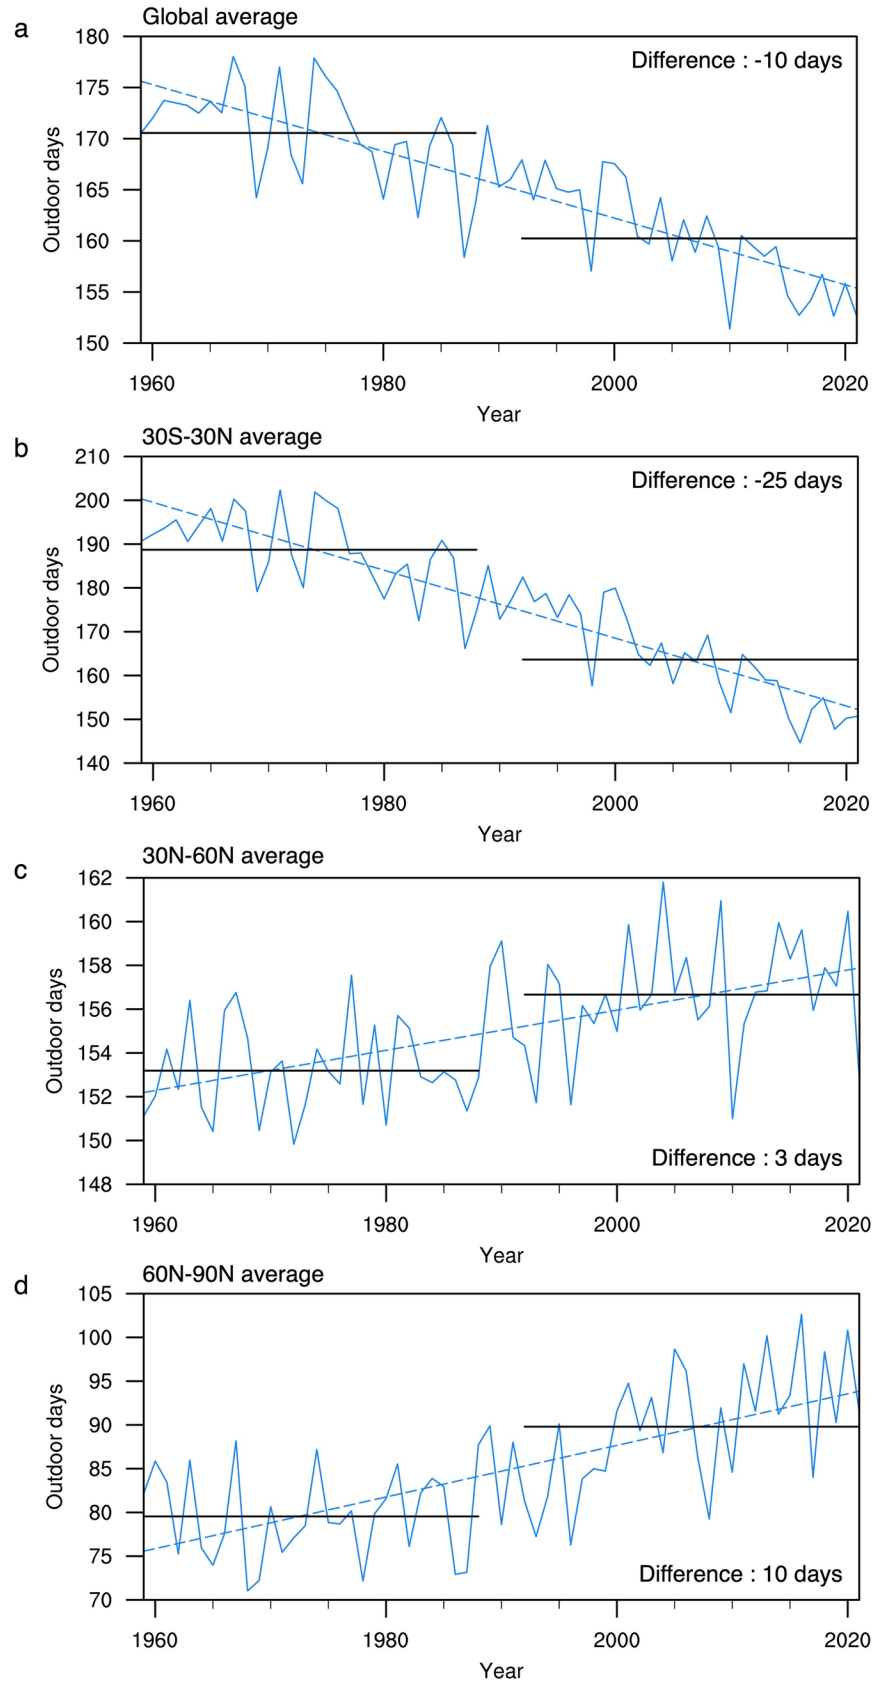 a
Global average
180
Difference : -10 days
175
170
165
160
155
150
Outdoor days
1960
1980
2000
2020
Year
b
30S-30N average
210
Difference : -25 days
200
190
180
170
160
150
140
Outdoor days
1960
1980
2000
2020
Year
c
30N-60N average
162
160
158
156
154
152
150
148
Outdoor days
Difference : 3 days
1960
1980
2000
2020
Year
d
60N-90N average
105
100
95
90
85
80
75
70
Outdoor days
Difference : 10 days
1960
1980
2000
2020
Year